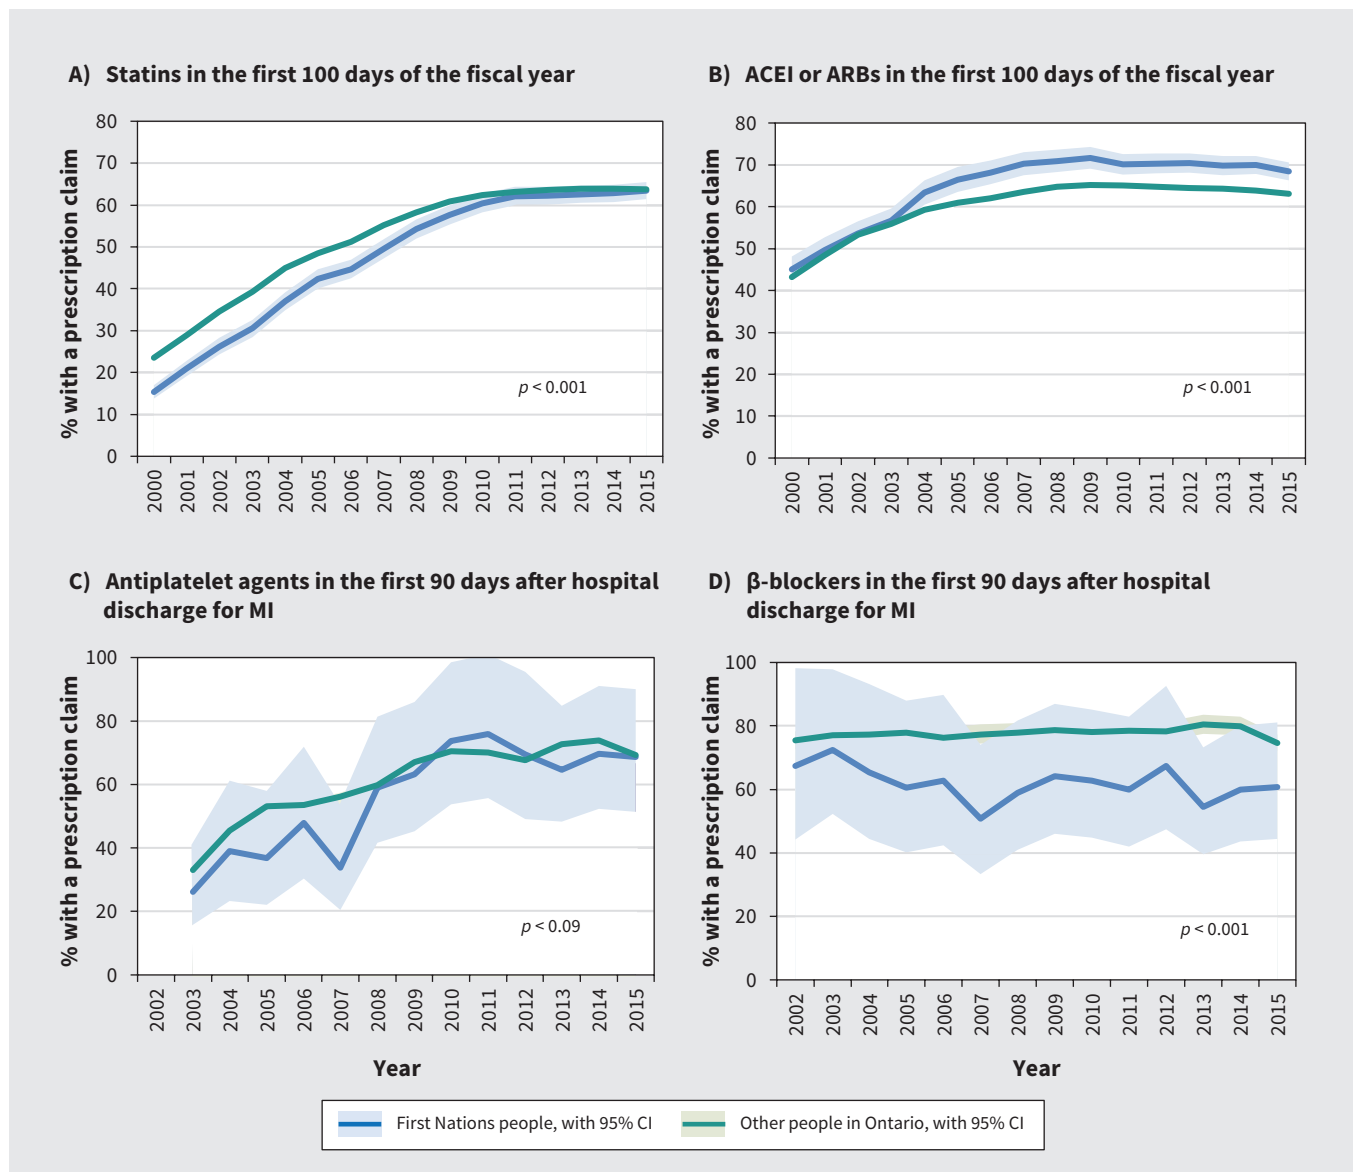 A) Statins in the first 100 days of the fiscal year
% with a prescription claim
80
70
60
50
40
30
20
10
0
p < 0.001
2000 2001 2002 2003 2004 2005 2006 2007 2008 2009 2010 2011 2012 2013 2014 2015
B) ACEI or ARBs in the first 100 days of the fiscal year
% with a prescription claim
80
70
60
50
40
30
20
10
0
p < 0.001
2000 2001 2002 2003 2004 2005 2006 2007 2008 2009 2010 2011 2012 2013 2014 2015
C) Antiplatelet agents in the first 90 days after hospital
discharge for MI
% with a prescription claim
100
80
60
40
20
0
p < 0.09
2002 2003 2004 2005 2006 2007 2008 2009 2010 2011 2012 2013 2014 2015
Year
D) β-blockers in the first 90 days after hospital
discharge for MI
% with a prescription claim
100
80
60
40
20
0
p < 0.001
2002 2003 2004 2005 2006 2007 2008 2009 2010 2011 2012 2013 2014 2015
Year
First Nations people, with 95% CI
Other people in Ontario, with 95% CI